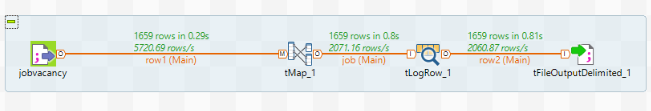 1659 rows in 0.29s
5720.69 rows/s
row1 (Main)
1659 rows in 0.8s
2071.16 rows/s
job (Main)
1659 rows in 0.81s
2060.87 rows/s
row2 (Main)
O
M
O
I
O
I
jobvacancy
tMap_1
tLogRow_1
tFileOutputDelimited_1